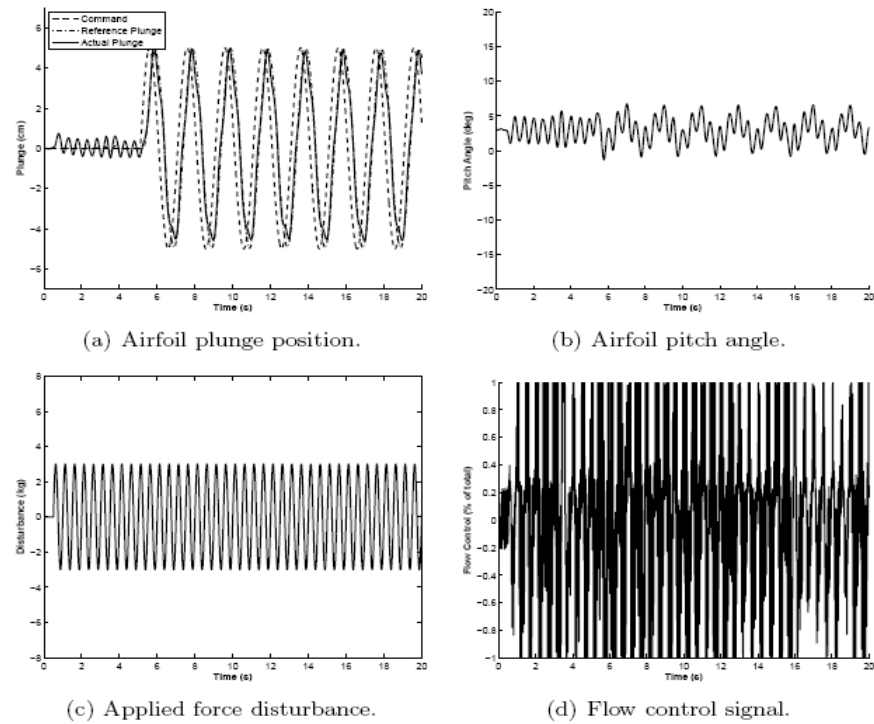 Command
Reference Plunge
Actual Plunge
6
4
2
0
−2
−4
−6
Plunge (cm)
0 2 4 6 8 10 12 14 16 18 20
Time (s)
(a) Airfoil plunge position.
20
15
10
5
0
−5
−10
−15
−20
Pitch Angle (deg)
0 2 4 6 8 10 12 14 16 18 20
Time (s)
(b) Airfoil pitch angle.
8
6
4
2
0
−2
−4
−6
−8
Disturbance (kg)
0 2 4 6 8 10 12 14 16 18 20
Time (s)
(c) Applied force disturbance.
1
0.8
0.6
0.4
0.2
0
−0.2
−0.4
−0.6
−0.8
−1
Flow Control (% of total)
0 2 4 6 8 10 12 14 16 18 20
Time (s)
(d) Flow control signal.